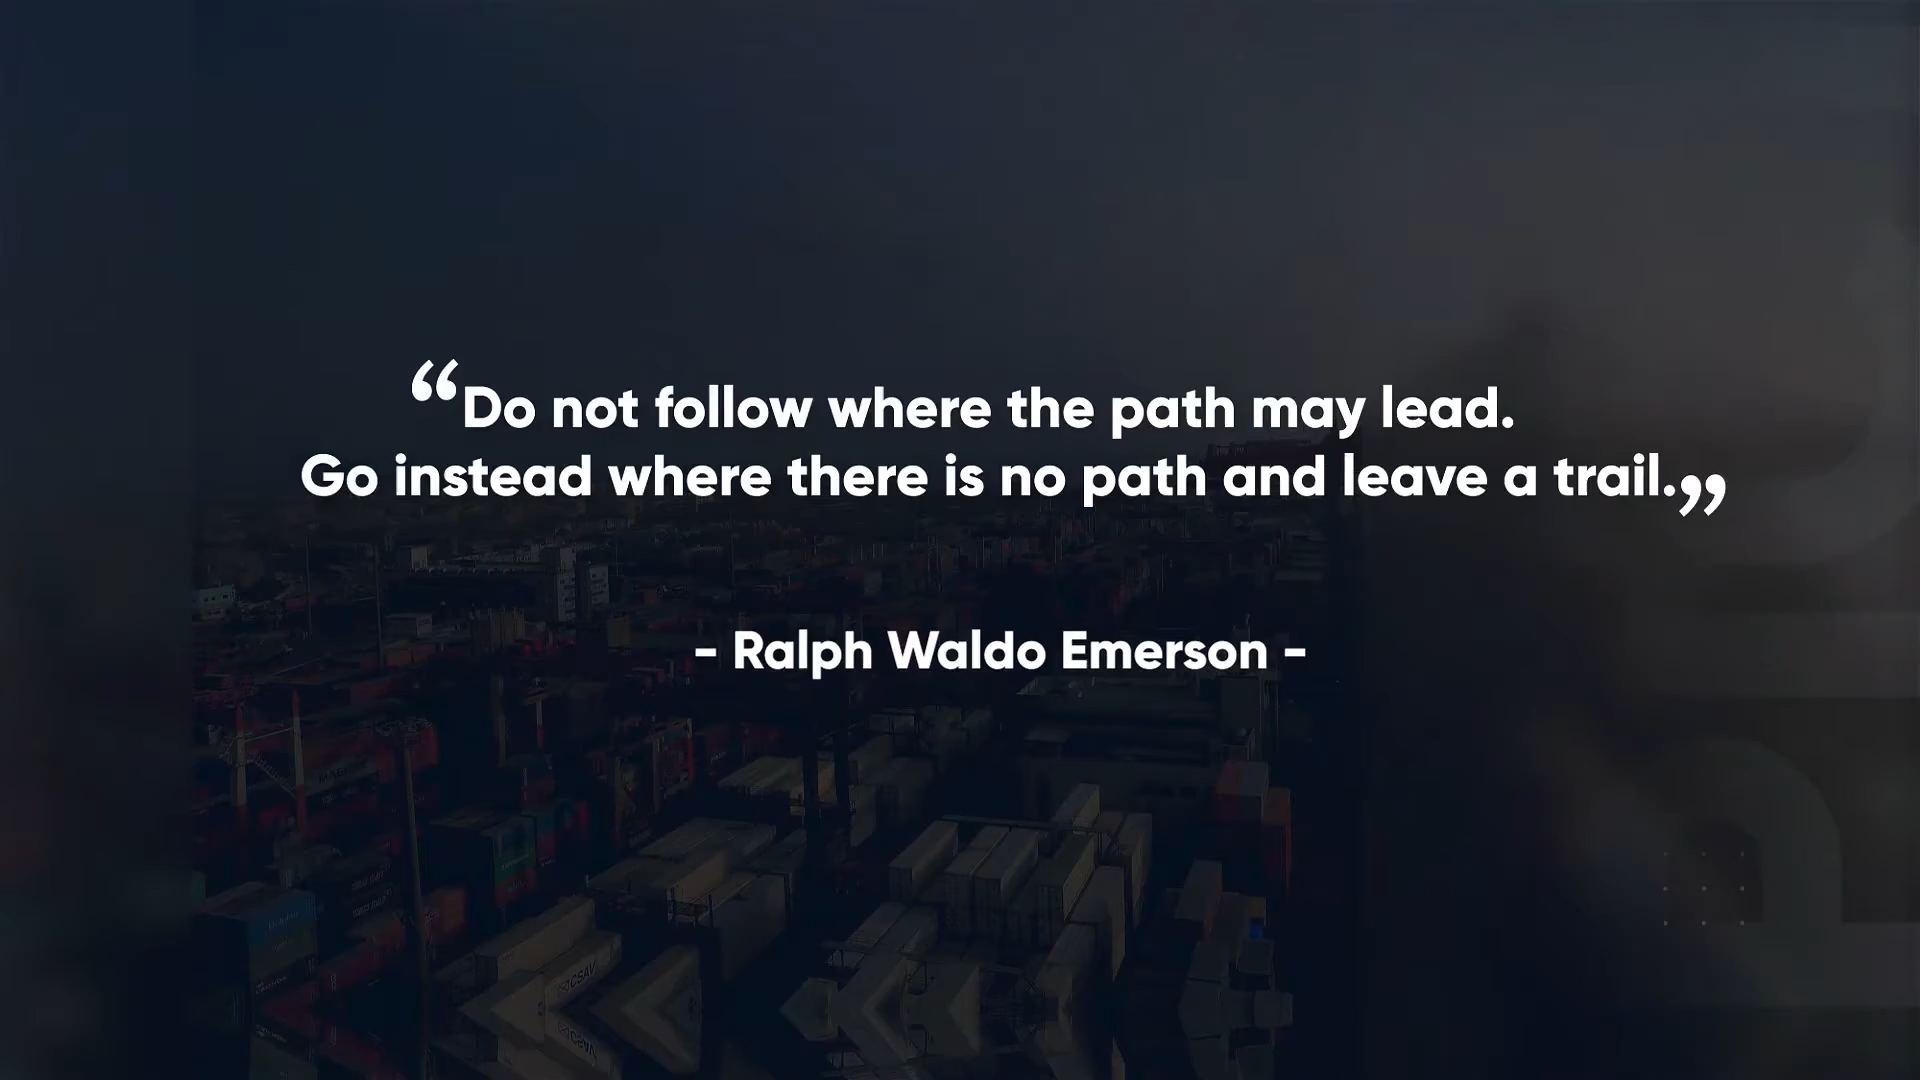 “Do not follow where the path may lead.
Go instead where there is no path and leave a trail.”
- Ralph Waldo Emerson -
CSAV